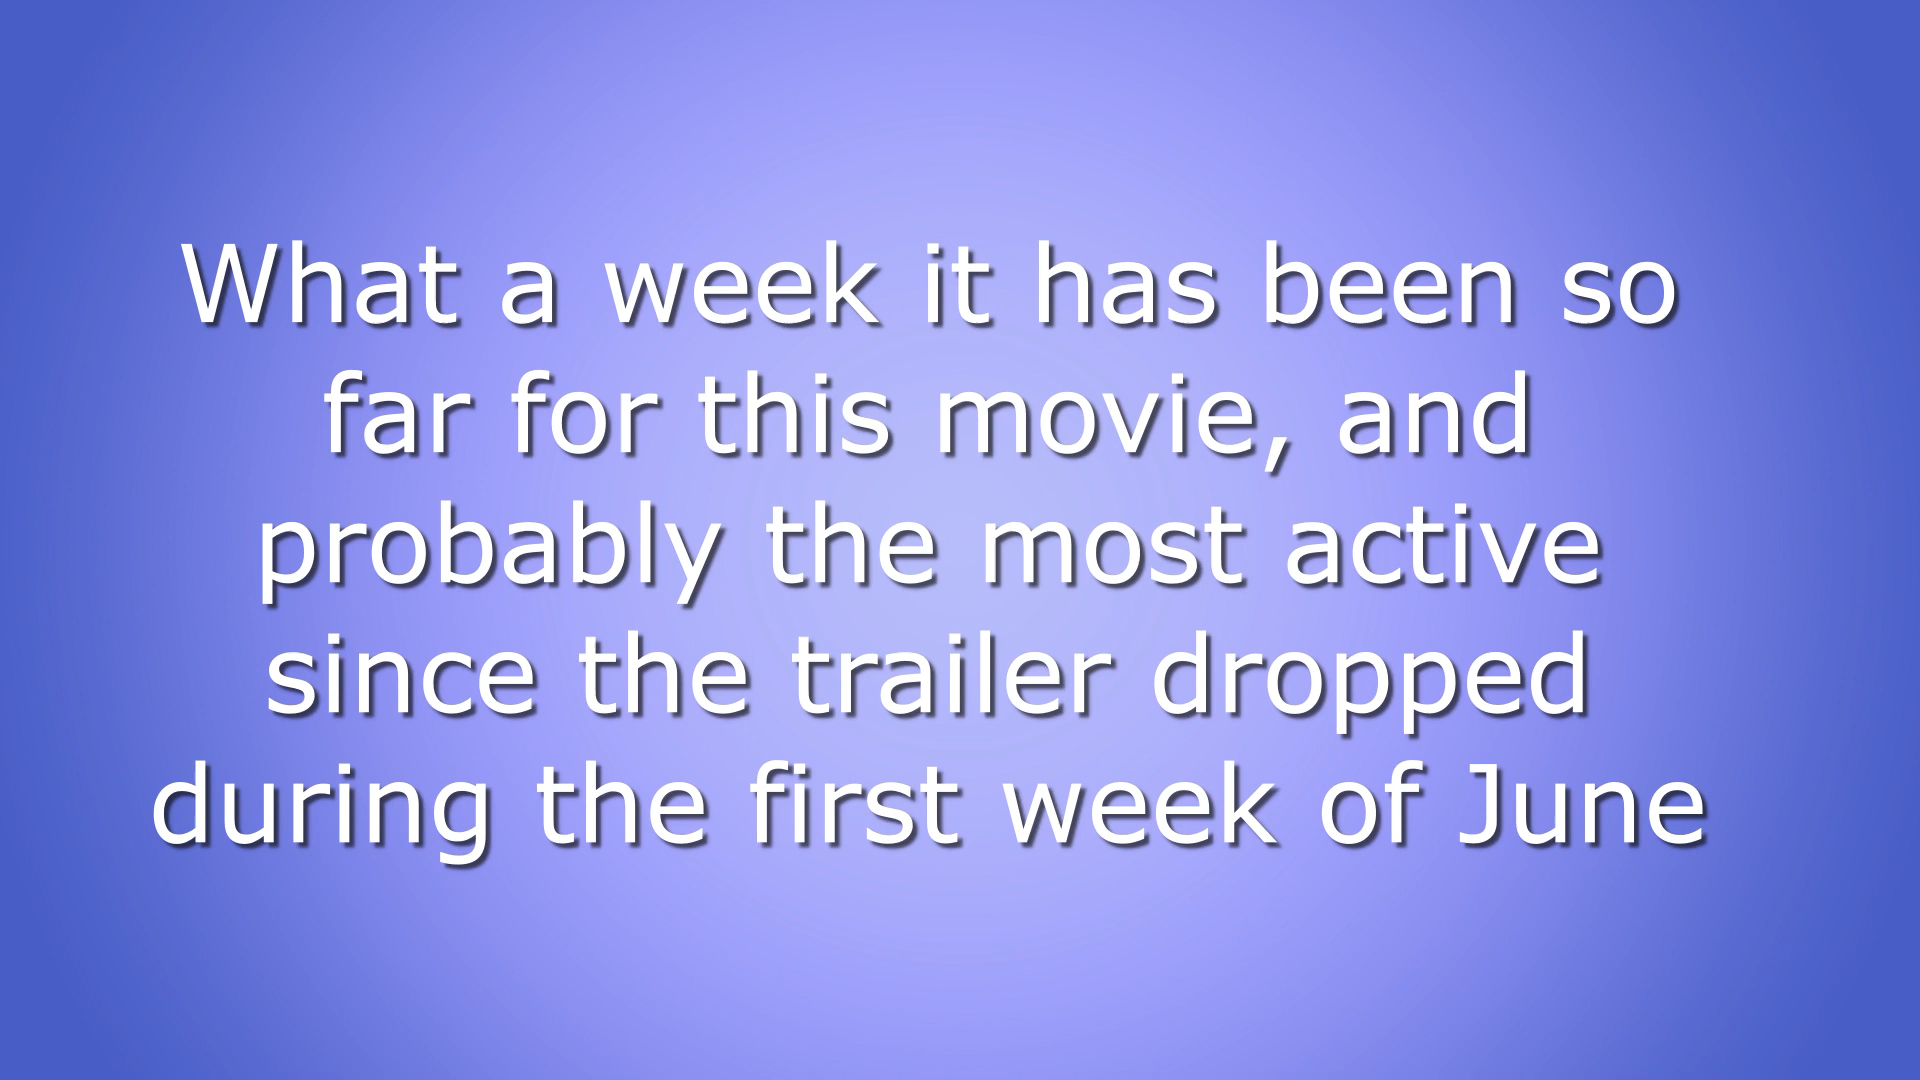 What a week it has been so
far for this movie, and
probably the most active
since the trailer dropped
during the first week of June